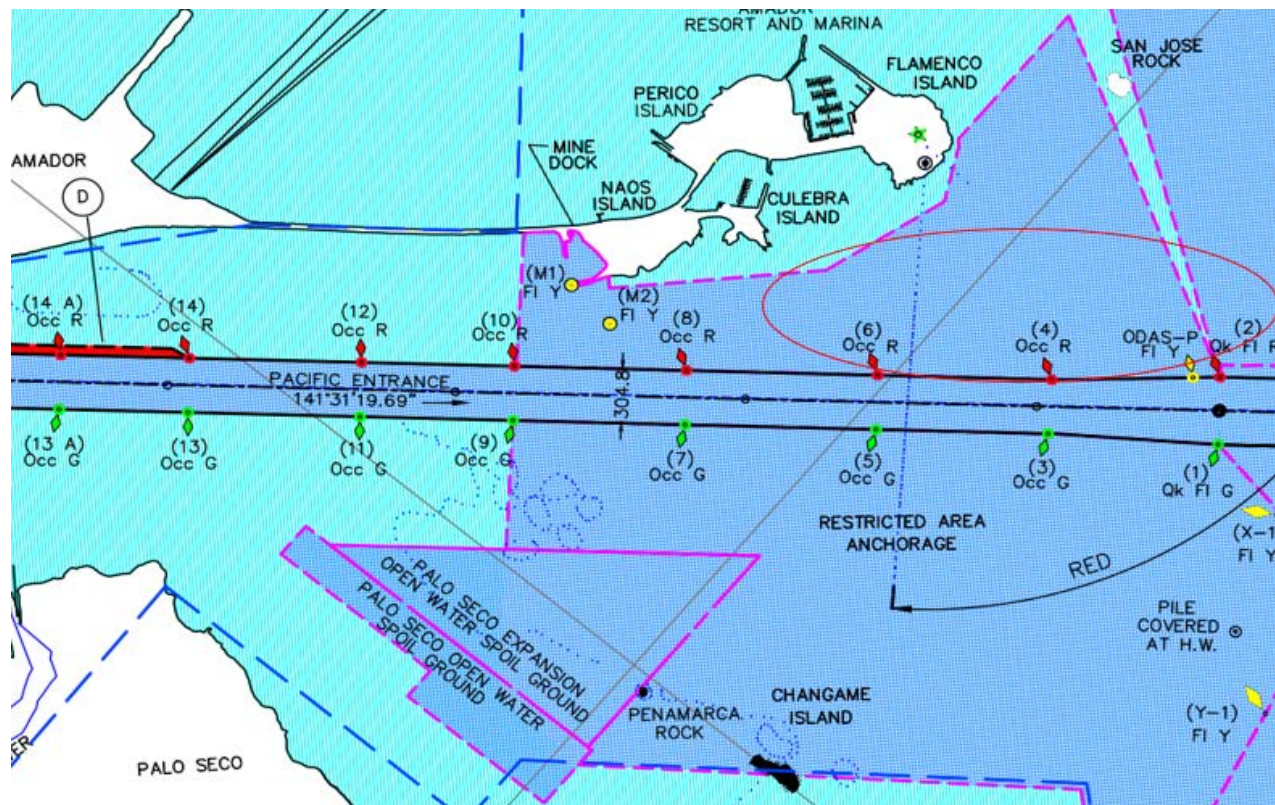 AMADOR
RESORT AND MARINA
FLAMENCO
ISLAND
SAN JOSE
ROCK
PERICO
ISLAND
MINE
DOCK
NAOS
ISLAND
CULEBRA
ISLAND
AMADOR
D
(M1)
Fl Y
(M2)
Fl Y
(14 A)
Occ R
(14)
Occ R
(12)
Occ R
(10)
Occ R
(8)
Occ R
(6)
Occ R
(4)
Occ R
ODAS-P
Fl Y
(2)
Qk Fl R
PACIFIC ENTRANCE
141°31'19.69"
304.8
(13 A)
Occ G
(13)
Occ G
(11)
Occ G
(9)
Occ G
(7)
Occ G
(5)
Occ G
(3)
Occ G
(1)
Qk Fl G
RESTRICTED AREA
ANCHORAGE
RED
(X-1
Fl Y
PILE
COVERED
AT H.W.
PALO SECO EXPANSION
OPEN WATER SPOIL GROUND
PALO SECO OPEN WATER
SPOIL GROUND
PENAMARCA
ROCK
CHANGAME
ISLAND
(Y-1)
Fl Y
PALO SECO